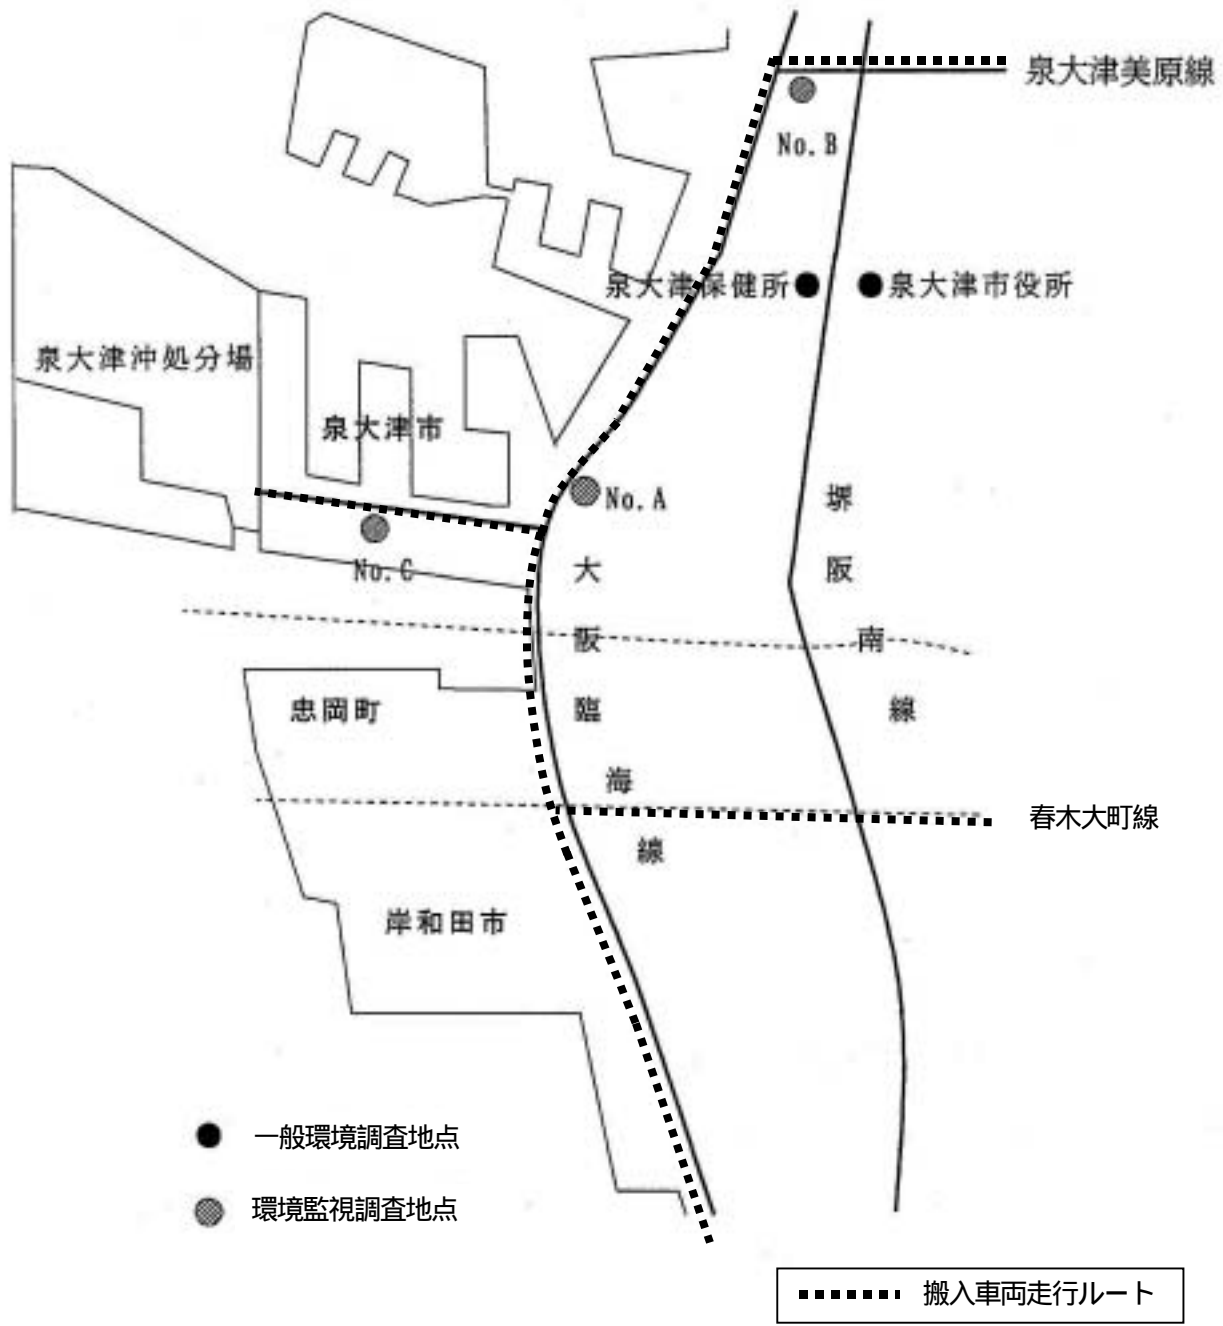 泉大津美原線
No.B
泉大津保健所
泉大津市役所
泉大津沖処分場
泉大津市
No.A
No.C
大阪臨海線
堺阪南線
忠岡町
春木大町線
岸和田市
一般環境調査地点
環境監視調査地点
搬入車両走行ルート